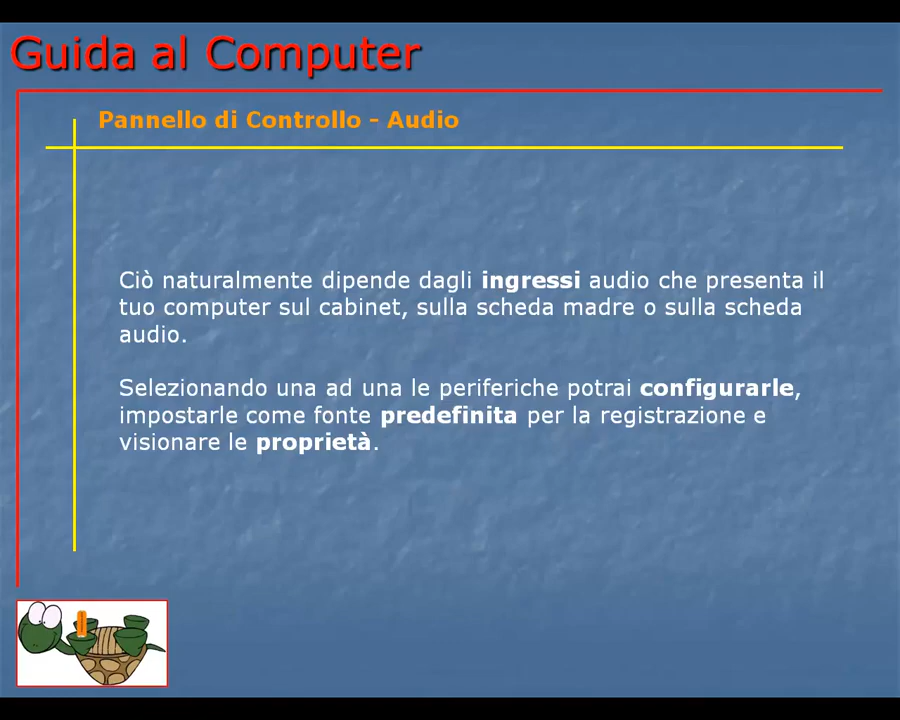 Guida al Computer
Pannello di Controllo - Audio
Ciò naturalmente dipende dagli ingressi audio che presenta il
tuo computer sul cabinet, sulla scheda madre o sulla scheda
audio.
Selezionando una ad una le periferiche potrai configurarle,
impostarle come fonte predefinita per la registrazione e
visionare le proprietà.